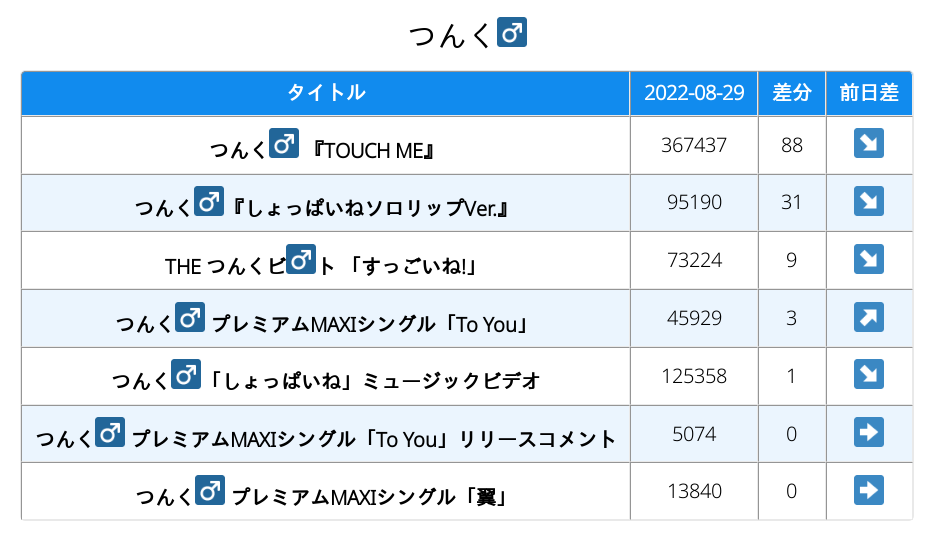 つんく♂
タイトル 2022-08-29 差分 前日差
つんく♂ 『TOUCH ME』 367437 88 ↘
つんく♂『しょっぱいねソロリップVer.』 95190 31 ↘
THE つんくビ♂ト 「すっごいね!」 73224 9 ↘
つんく♂ プレミアムMAXIシングル「To You」 45929 3 ↗
つんく♂「しょっぱいね」ミュージックビデオ 125358 1 ↘
つんく♂ プレミアムMAXIシングル「To You」リリースコメント 5074 0 ➡
つんく♂ プレミアムMAXIシングル「翼」 13840 0 ➡